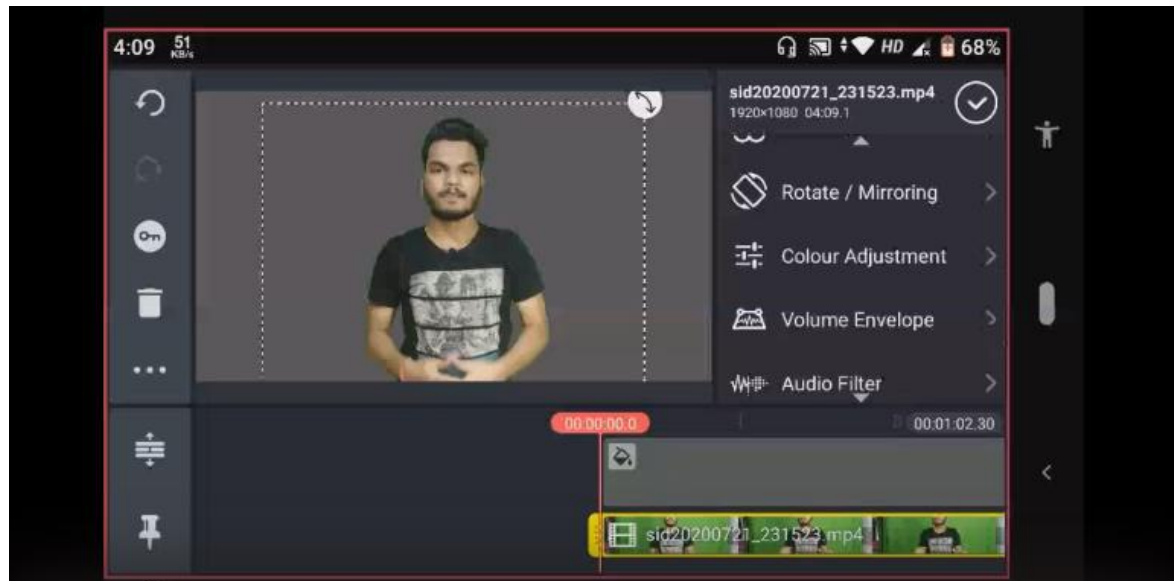 4:09 51 KB/s HD 68%
sid20200721_231523.mp4
1920×1080 04:09.1
Rotate / Mirroring
Colour Adjustment
Volume Envelope
Audio Filter
00:00:00.0 00:01:02.30
sid20200721_231523.mp4